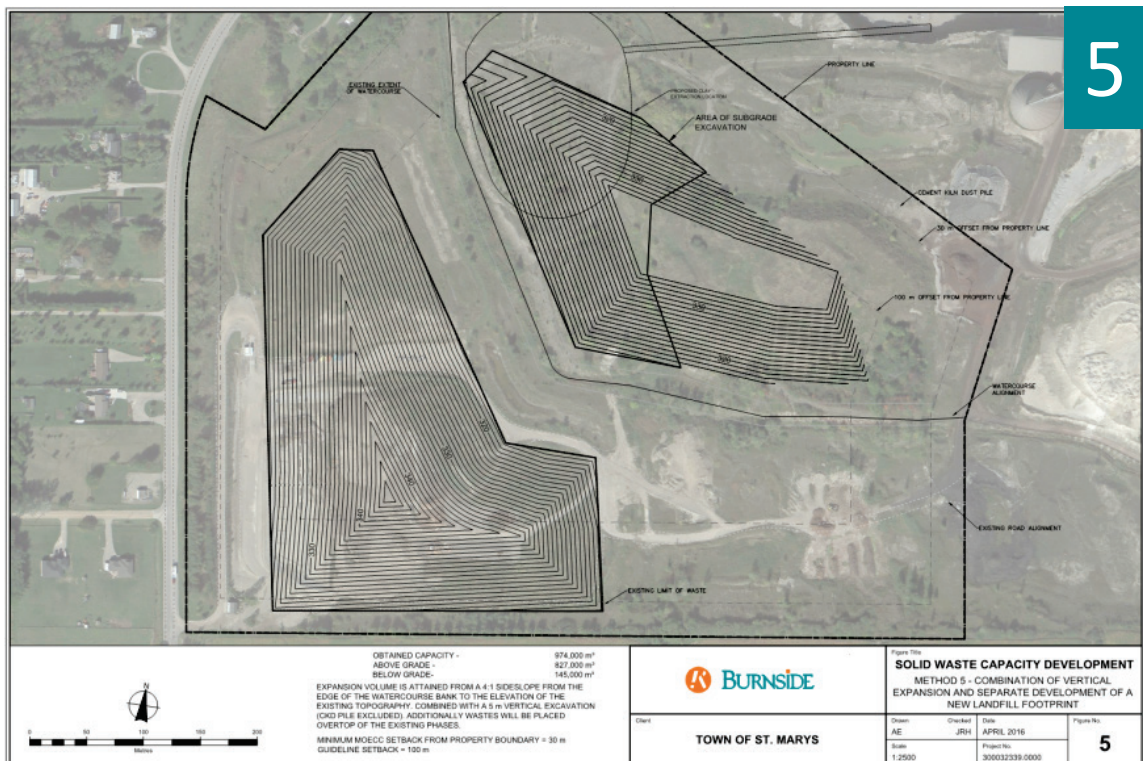 5
EXISTING EXTENT
OF WATERCOURSE
PROPERTY LINE
PROPOSED CLAY
EXTRACTION LOCATION
AREA OF SUBGRADE
EXCAVATION
CEMENT KILN DUST PILE
30 m OFFSET FROM PROPERTY LINE
100 m OFFSET FROM PROPERTY LINE
WATERCOURSE
ALIGNMENT
EXISTING ROAD ALIGNMENT
EXISTING LIMIT OF WASTE
320
330
340
340
330
330
N
0 50 100 150 200
Metres
OBTAINED CAPACITY - 974,000 m³
ABOVE GRADE - 827,000 m³
BELOW GRADE- 145,000 m³
EXPANSION VOLUME IS ATTAINED FROM A 4:1 SIDESLOPE FROM THE
EDGE OF THE WATERCOURSE BANK TO THE ELEVATION OF THE
EXISTING TOPOGRAPHY. COMBINED WITH A 5 m VERTICAL EXCAVATION
(CKD PILE EXCLUDED). ADDITIONALLY WASTES WILL BE PLACED
OVERTOP OF THE EXISTING PHASES.
MINIMUM MOECC SETBACK FROM PROPERTY BOUNDARY = 30 m
GUIDELINE SETBACK = 100 m
BURNSIDE
Client
TOWN OF ST. MARYS
Figure Title
SOLID WASTE CAPACITY DEVELOPMENT
METHOD 5 - COMBINATION OF VERTICAL
EXPANSION AND SEPARATE DEVELOPMENT OF A
NEW LANDFILL FOOTPRINT
Drawn Checked Date Figure No.
AE JRH APRIL 2016
5
Scale Project No.
1:2500 300032339.0000